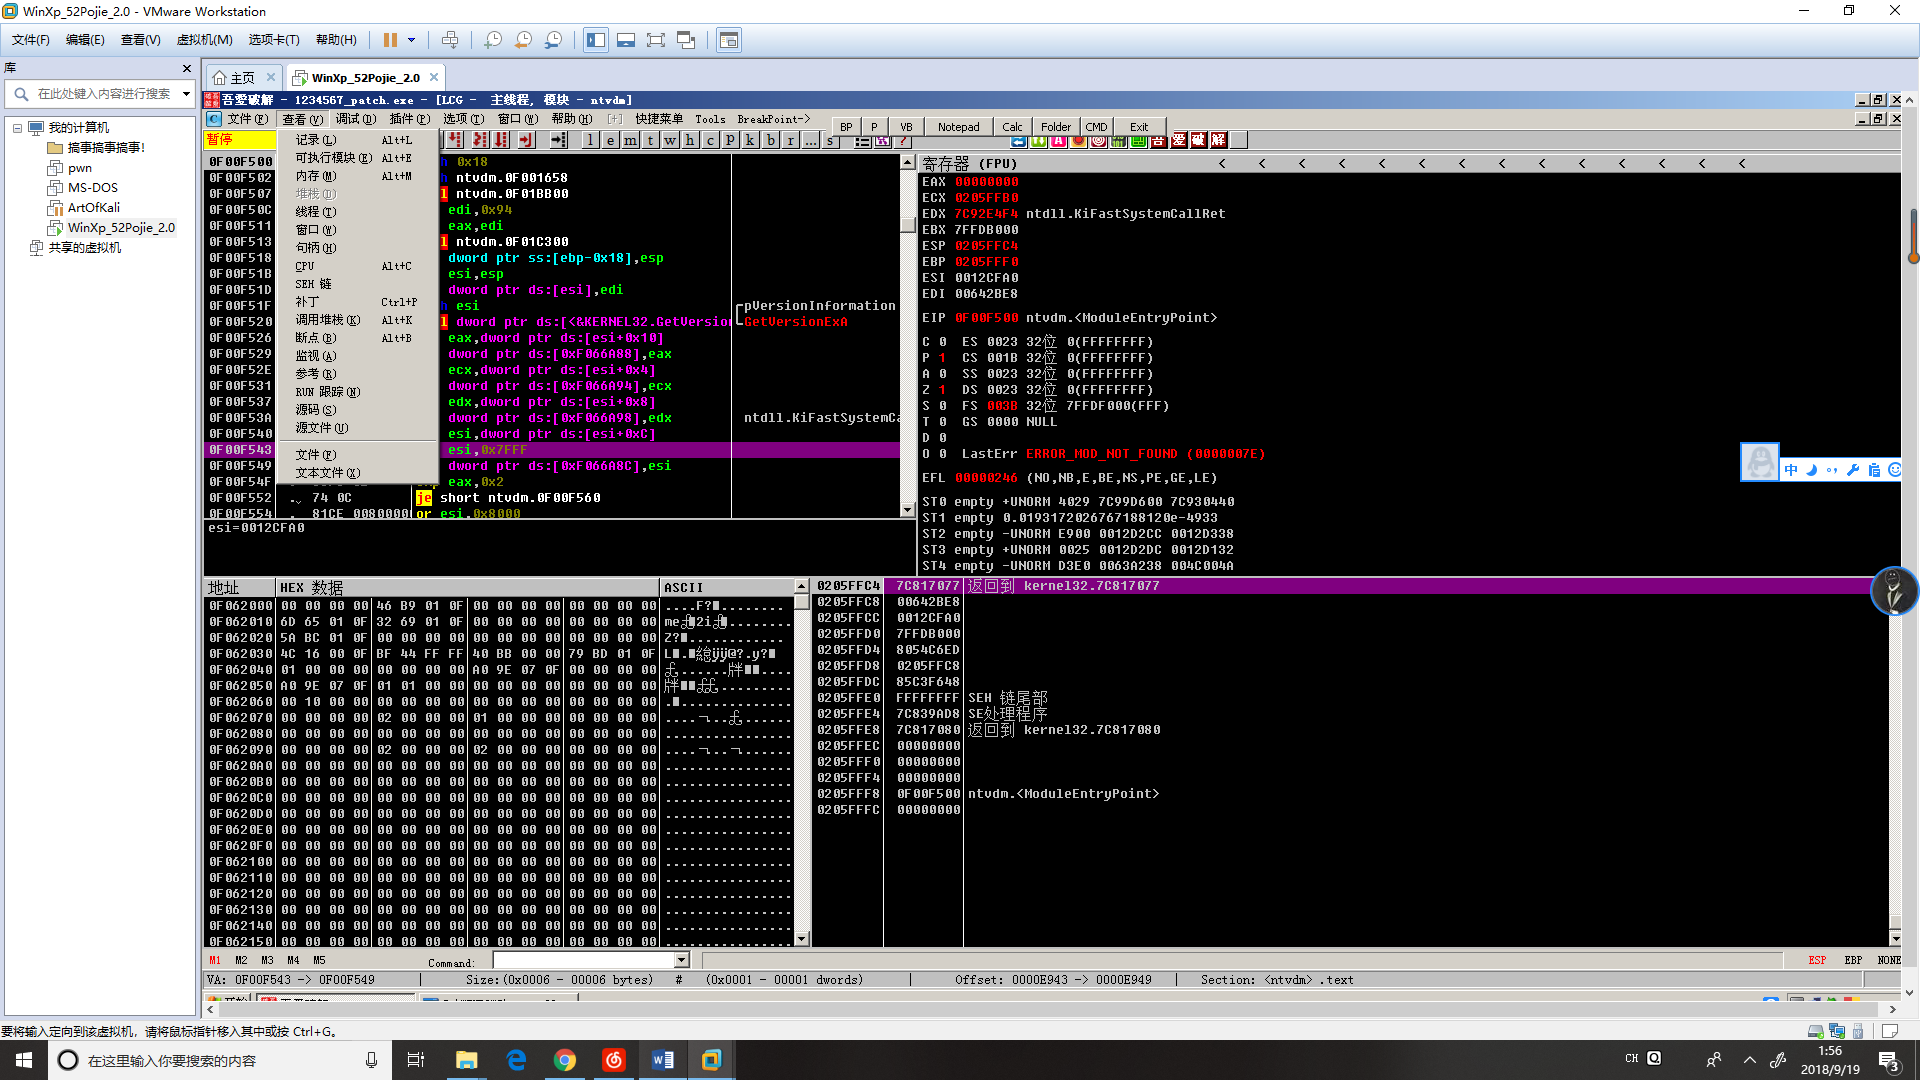 WinXp_52Pojie_2.0 - VMware Workstation
文件(F) 编辑(E) 查看(V) 虚拟机(M) 选项卡(T) 帮助(H)
库
在此处键入内容进行搜索
我的计算机
搞事搞事搞事!
pwn
MS-DOS
ArtOfKali
WinXp_52Pojie_2.0
共享的虚拟机
主页 WinXp_52Pojie_2.0
吾爱破解 - 1234567_patch.exe - [LCG - 主线程, 模块 - ntvdm]
文件(F) 查看(V) 调试(D) 插件(P) 选项(T) 窗口(W) 帮助(H) [+] 快捷菜单 Tools BreakPoint->
BP P VB Notepad Calc Folder CMD Exit
暂停
l e m t w h c p k b r ... s
吾 爱 破 解
记录(L) Alt+L
可执行模块(E) Alt+E
内存(M) Alt+M
堆栈(D)
线程(T)
窗口(W)
句柄(H)
CPU Alt+C
SEH 链
补丁 Ctrl+P
调用堆栈(K) Alt+K
断点(B) Alt+B
监视(A)
参考(R)
RUN 跟踪(N)
源码(S)
源文件(U)
文件(F)
文本文件(X)
0F00F500 h 0x18
0F00F502 h ntvdm.0F001658
0F00F507 l ntvdm.0F01BB00
0F00F50C edi,0x94
0F00F511 eax,edi
0F00F513 l ntvdm.0F01C300
0F00F518 dword ptr ss:[ebp-0x18],esp
0F00F51B esi,esp
0F00F51D dword ptr ds:[esi],edi
0F00F51F h esi pVersionInformation
0F00F520 l dword ptr ds:[<&KERNEL32.GetVersion GetVersionExA
0F00F526 eax,dword ptr ds:[esi+0x10]
0F00F529 dword ptr ds:[0xF066A88],eax
0F00F52E ecx,dword ptr ds:[esi+0x4]
0F00F531 dword ptr ds:[0xF066A94],ecx
0F00F537 edx,dword ptr ds:[esi+0x8]
0F00F53A dword ptr ds:[0xF066A98],edx ntdll.KiFastSystemCa
0F00F540 esi,dword ptr ds:[esi+0xC]
0F00F543 esi,0x7FFF
0F00F549 dword ptr ds:[0xF066A8C],esi
0F00F54F eax,0x2
0F00F552 74 0C je short ntvdm.0F00F560
0F00F554 81CE 00800000 or esi,0x8000
esi=0012CFA0
寄存器 (FPU) < < < < < < < < < < < < < <
EAX 00000000
ECX 0205FFB0
EDX 7C92E4F4 ntdll.KiFastSystemCallRet
EBX 7FFDB000
ESP 0205FFC4
EBP 0205FFF0
ESI 0012CFA0
EDI 00642BE8
EIP 0F00F500 ntvdm.<ModuleEntryPoint>
C 0 ES 0023 32位 0(FFFFFFFF)
P 1 CS 001B 32位 0(FFFFFFFF)
A 0 SS 0023 32位 0(FFFFFFFF)
Z 1 DS 0023 32位 0(FFFFFFFF)
S 0 FS 003B 32位 7FFDF000(FFF)
T 0 GS 0000 NULL
D 0
O 0 LastErr ERROR_MOD_NOT_FOUND (0000007E)
EFL 00000246 (NO,NB,E,BE,NS,PE,GE,LE)
ST0 empty +UNORM 4029 7C99D600 7C930440
ST1 empty 0.0193172026767188120e-4933
ST2 empty -UNORM E900 0012D2CC 0012D338
ST3 empty +UNORM 0025 0012D2DC 0012D132
ST4 empty -UNORM D3E0 0063A238 004C004A
中
地址 HEX 数据 ASCII
0F062000 00 00 00 00 46 B9 01 0F 00 00 00 00 00 00 00 00 ....F?
0F062010 6D 65 01 0F 32 69 01 0F 00 00 00 00 00 00 00 00
0F062020 5A BC 01 0F 00 00 00 00 00 00 00 00 00 00 00 00 Z?
0F062030 4C 16 00 0F BF 44 FF FF 40 BB 00 00 79 BD 01 0F
0F062040 01 00 00 00 00 00 00 00 A0 9E 07 0F 00 00 00 00
0F062050 A0 9E 07 0F 01 01 00 00 00 00 00 00 00 00 00 00
0F062060 00 10 00 00 00 00 00 00 00 00 00 00 00 00 00 00
0F062070 00 00 00 00 02 00 00 00 01 00 00 00 00 00 00 00
0F062080 00 00 00 00 00 00 00 00 00 00 00 00 00 00 00 00 ................
0F062090 00 00 00 00 02 00 00 00 02 00 00 00 00 00 00 00
0F0620A0 00 00 00 00 00 00 00 00 00 00 00 00 00 00 00 00 ................
0F0620B0 00 00 00 00 00 00 00 00 00 00 00 00 00 00 00 00 ................
0F0620C0 00 00 00 00 00 00 00 00 00 00 00 00 00 00 00 00 ................
0F0620D0 00 00 00 00 00 00 00 00 00 00 00 00 00 00 00 00 ................
0F0620E0 00 00 00 00 00 00 00 00 00 00 00 00 00 00 00 00 ................
0F0620F0 00 00 00 00 00 00 00 00 00 00 00 00 00 00 00 00 ................
0F062100 00 00 00 00 00 00 00 00 00 00 00 00 00 00 00 00 ................
0F062110 00 00 00 00 00 00 00 00 00 00 00 00 00 00 00 00 ................
0F062120 00 00 00 00 00 00 00 00 00 00 00 00 00 00 00 00 ................
0F062130 00 00 00 00 00 00 00 00 00 00 00 00 00 00 00 00 ................
0F062140 00 00 00 00 00 00 00 00 00 00 00 00 00 00 00 00 ................
0F062150 00 00 00 00 00 00 00 00 00 00 00 00 00 00 00 00 ................
0205FFC4 7C817077 返回到 kernel32.7C817077
0205FFC8 00642BE8
0205FFCC 0012CFA0
0205FFD0 7FFDB000
0205FFD4 8054C6ED
0205FFD8 0205FFC8
0205FFDC 85C3F648
0205FFE0 FFFFFFFF SEH 链尾部
0205FFE4 7C839AD8 SE处理程序
0205FFE8 7C817080 返回到 kernel32.7C817080
0205FFEC 00000000
0205FFF0 00000000
0205FFF4 00000000
0205FFF8 0F00F500 ntvdm.<ModuleEntryPoint>
0205FFFC 00000000
M1 M2 M3 M4 M5 Command: ESP EBP NONE
VA: 0F00F543 -> 0F00F549 Size:(0x0006 - 00006 bytes) # (0x0001 - 00001 dwords) Offset: 0000E943 -> 0000E949 Section: <ntvdm> .text
要将输入定向到该虚拟机，请将鼠标指针移入其中或按 Ctrl+G。
在这里输入你要搜索的内容
CH
1:56
2018/9/19
3